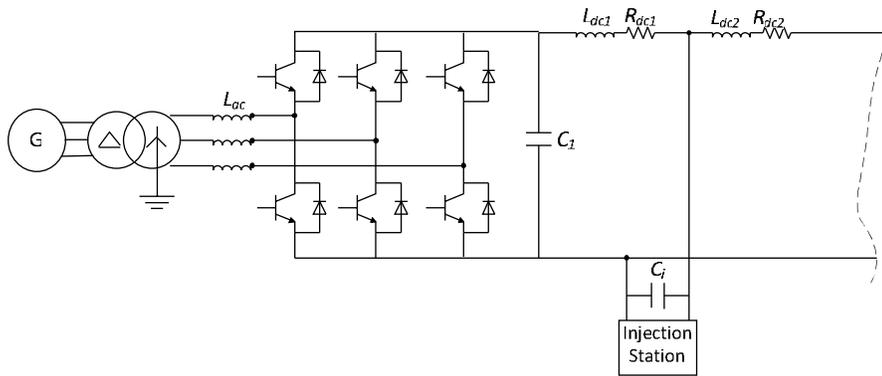 L_dc1 R_dc1 L_dc2 R_dc2
L_ac
G
C_1
C_i
Injection
Station